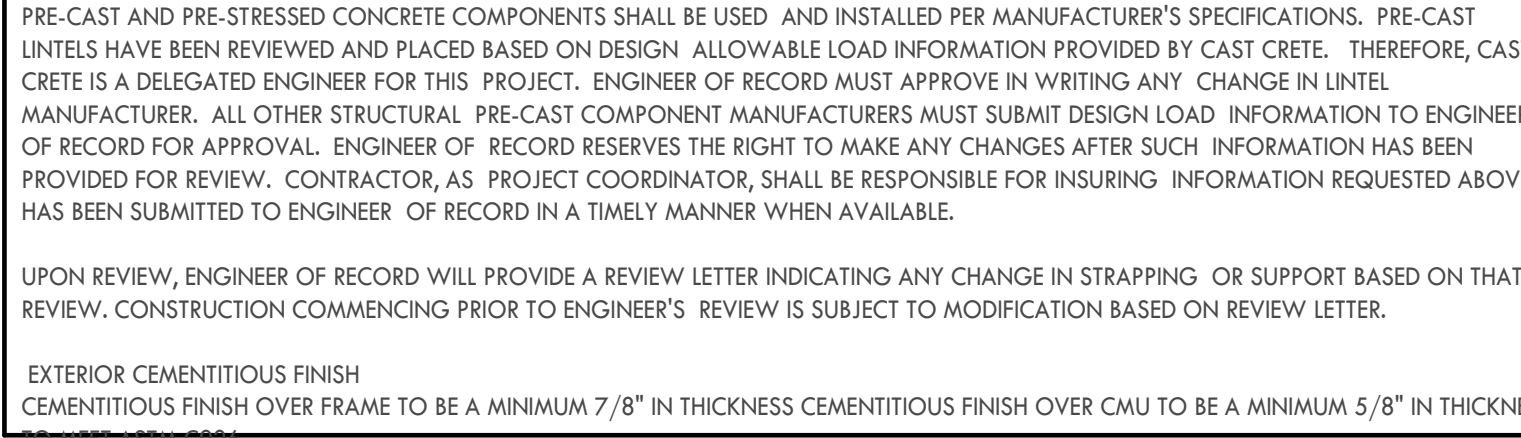 PRE-CAST AND PRE-STRESSED CONCRETE COMPONENTS SHALL BE USED AND INSTALLED PER MANUFACTURER'S SPECIFICATIONS. PRE-CAST
LINTELS HAVE BEEN REVIEWED AND PLACED BASED ON DESIGN ALLOWABLE LOAD INFORMATION PROVIDED BY CAST CRETE. THEREFORE, CAS
CRETE IS A DELEGATED ENGINEER FOR THIS PROJECT. ENGINEER OF RECORD MUST APPROVE IN WRITING ANY CHANGE IN LINTEL
MANUFACTURER. ALL OTHER STRUCTURAL PRE-CAST COMPONENT MANUFACTURERS MUST SUBMIT DESIGN LOAD INFORMATION TO ENGINEER
OF RECORD FOR APPROVAL. ENGINEER OF RECORD RESERVES THE RIGHT TO MAKE ANY CHANGES AFTER SUCH INFORMATION HAS BEEN
PROVIDED FOR REVIEW. CONTRACTOR, AS PROJECT COORDINATOR, SHALL BE RESPONSIBLE FOR INSURING INFORMATION REQUESTED ABOV
HAS BEEN SUBMITTED TO ENGINEER OF RECORD IN A TIMELY MANNER WHEN AVAILABLE.
UPON REVIEW, ENGINEER OF RECORD WILL PROVIDE A REVIEW LETTER INDICATING ANY CHANGE IN STRAPPING OR SUPPORT BASED ON THAT
REVIEW. CONSTRUCTION COMMENCING PRIOR TO ENGINEER'S REVIEW IS SUBJECT TO MODIFICATION BASED ON REVIEW LETTER.
EXTERIOR CEMENTITIOUS FINISH
CEMENTITIOUS FINISH OVER FRAME TO BE A MINIMUM 7/8" IN THICKNESS CEMENTITIOUS FINISH OVER CMU TO BE A MINIMUM 5/8" IN THICKNE
TO MEET ASTM